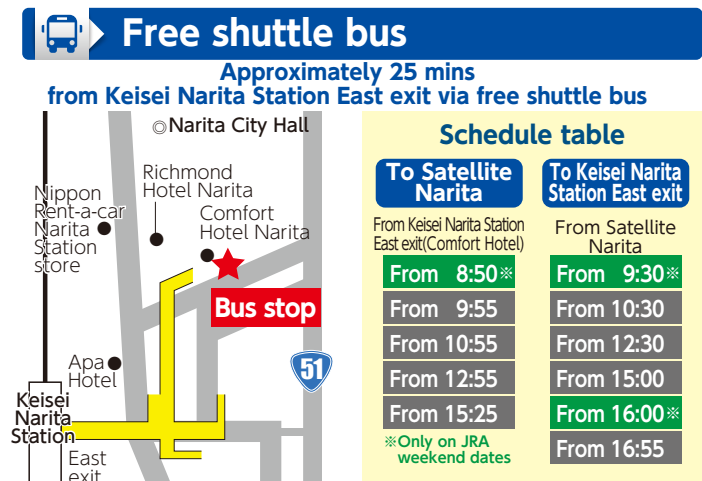 Free shuttle bus
Approximately 25 mins
from Keisei Narita Station East exit via free shuttle bus
◎Narita City Hall
Richmond
Hotel Narita
Nippon
Rent-a-car
Narita
Station
store
Comfort
Hotel Narita
Bus stop
51
Apa
Hotel
Keisei
Narita
Station
East
exit
Schedule table
To Satellite
Narita
From Keisei Narita Station
East exit(Comfort Hotel)
From 8:50※
From 9:55
From 10:55
From 12:55
From 15:25
※Only on JRA
weekend dates
To Keisei Narita
Station East exit
From Satellite
Narita
From 9:30※
From 10:30
From 12:30
From 15:00
From 16:00※
From 16:55